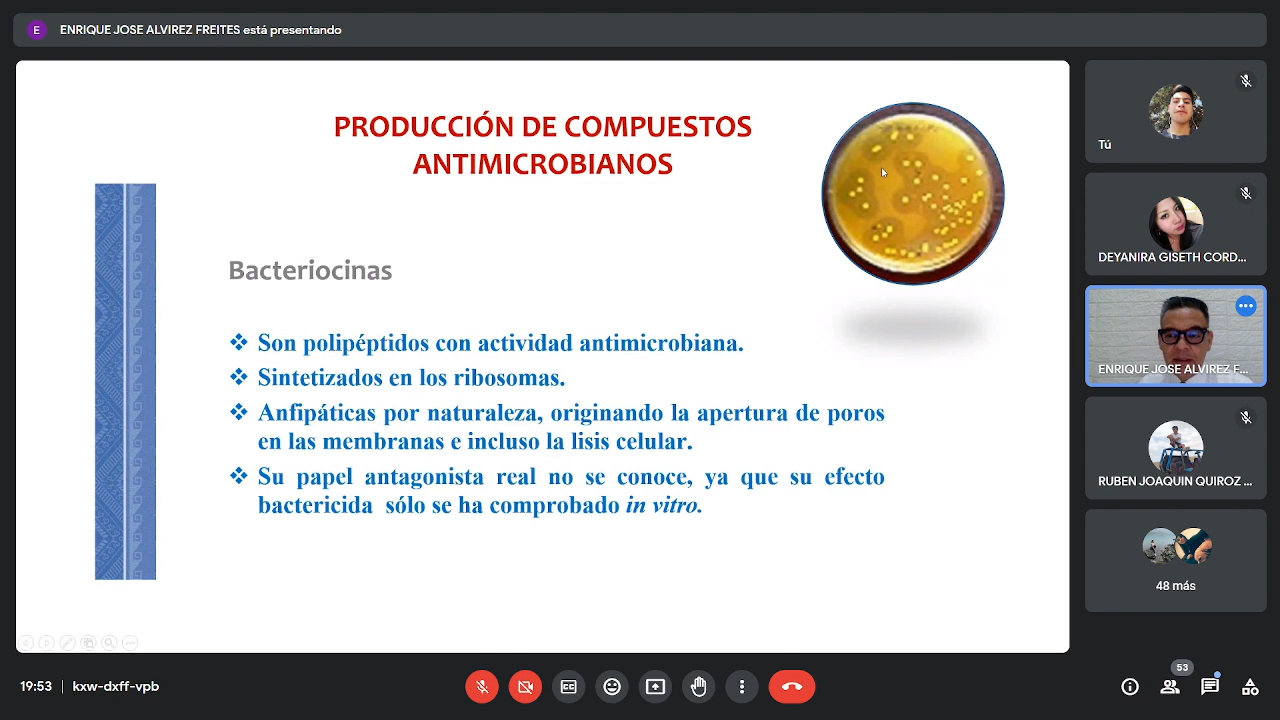 E
ENRIQUE JOSE ALVIREZ FREITES está presentando
PRODUCCIÓN DE COMPUESTOS
ANTIMICROBIANOS
Bacteriocinas
❖ Son polipéptidos con actividad antimicrobiana.
❖ Sintetizados en los ribosomas.
❖ Anfipáticas por naturaleza, originando la apertura de poros
en las membranas e incluso la lisis celular.
❖ Su papel antagonista real no se conoce, ya que su efecto
bactericida sólo se ha comprobado in vitro.
Tú
DEYANIRA GISETH CORD...
ENRIQUE JOSE ALVIREZ F...
RUBEN JOAQUIN QUIROZ ...
48 más
19:53 | kxw-dxff-vpb
53